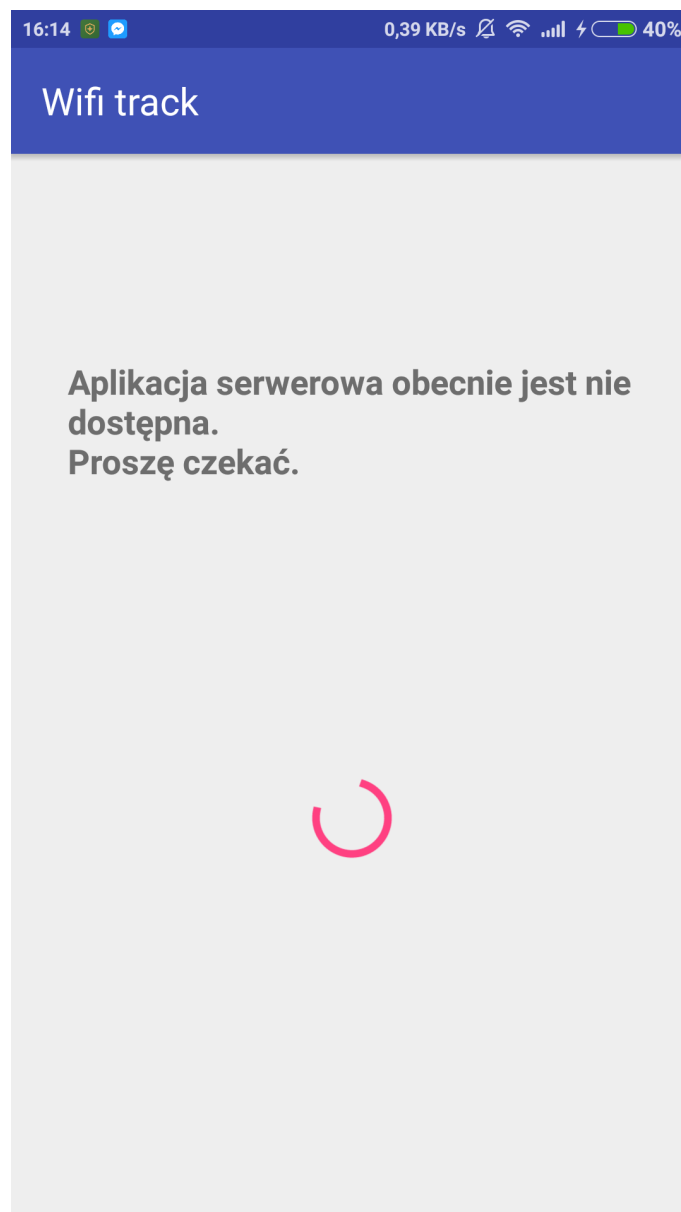 16:14 0,39 KB/s 40%
Wifi track
Aplikacja serwerowa obecnie jest nie
dostępna.
Proszę czekać.